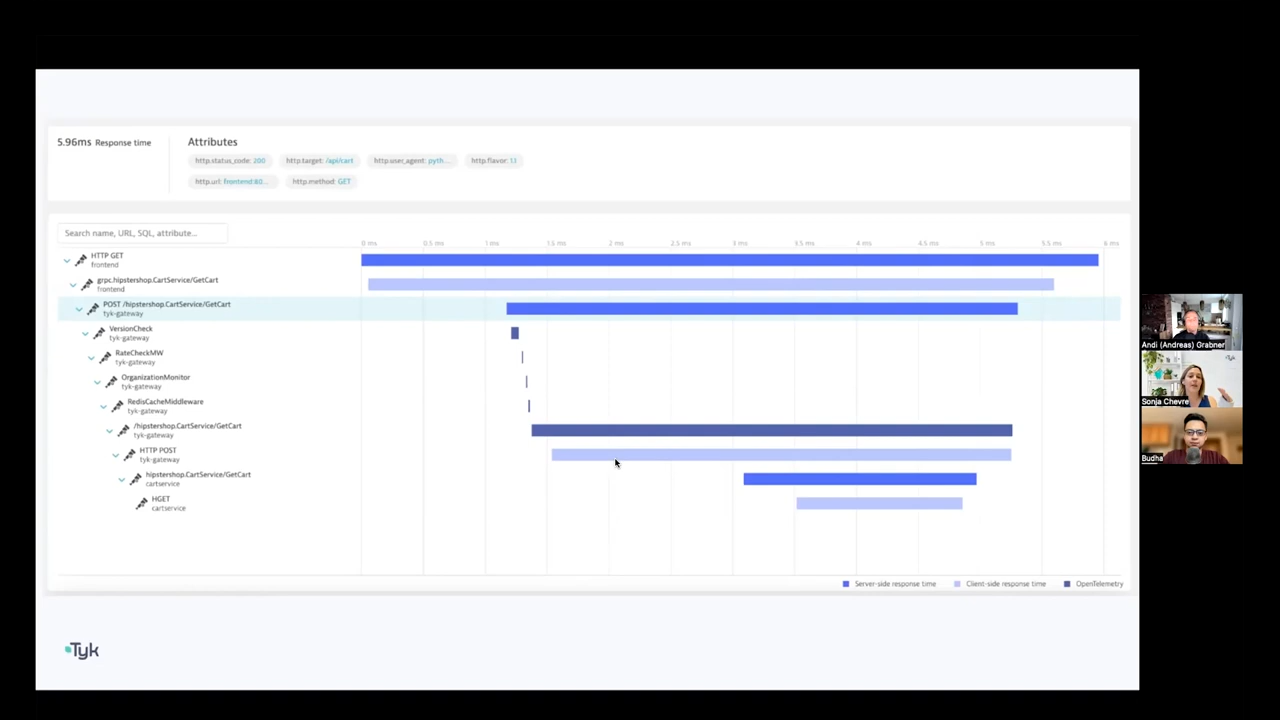 5.96ms Response time
Attributes
http.status_code: 200
http.target: /api/cart
http.user_agent: pyth...
http.flavor: 1.1
http.url: frontend:80...
http.method: GET
Search name, URL, SQL, attribute...
0 ms
0.5 ms
1 ms
1.5 ms
2 ms
2.5 ms
3 ms
3.5 ms
4 ms
4.5 ms
5 ms
5.5 ms
6 ms
HTTP GET
frontend
grpc.hipstershop.CartService/GetCart
frontend
POST /hipstershop.CartService/GetCart
tyk-gateway
VersionCheck
tyk-gateway
RateCheckMW
tyk-gateway
OrganizationMonitor
tyk-gateway
RedisCacheMiddleware
tyk-gateway
/hipstershop.CartService/GetCart
tyk-gateway
HTTP POST
tyk-gateway
hipstershop.CartService/GetCart
cartservice
HGET
cartservice
Server-side response time
Client-side response time
OpenTelemetry
Tyk
Andi (Andreas) Grabner
Sonja Chevre
Budha